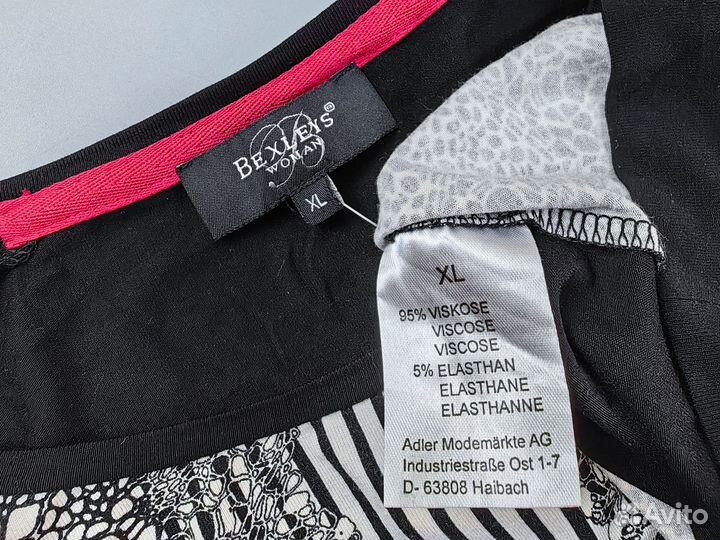 BEXLEYS®
WOMAN
XL
XL
95% VISKOSE
VISCOSE
VISCOSE
5% ELASTHAN
ELASTHANE
ELASTHANNE
Adler Modemärkte AG
Industriestraße Ost 1-7
D- 63808 Haibach
Avito